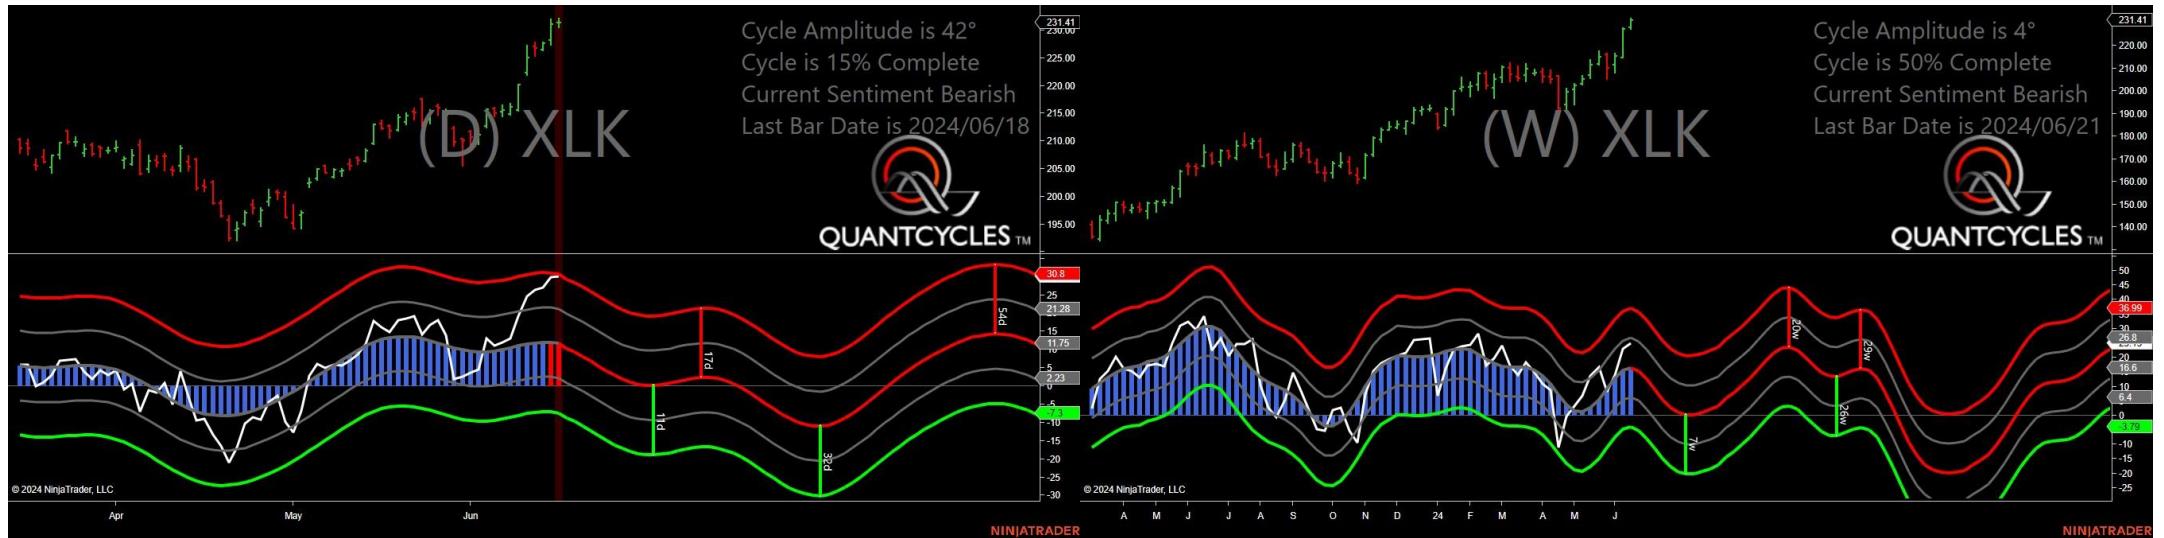 Cycle Amplitude is 42°
Cycle is 15% Complete
Current Sentiment Bearish
Last Bar Date is 2024/06/18
(D) XLK
QUANTCYCLES TM
231.41
230.00
225.00
220.00
215.00
210.00
205.00
200.00
195.00
30.8
25
21.28
15
11.75
5
2.23
-5
-7.3
-10
-15
-20
-25
-30
17d
11d
32d
54d
© 2024 NinjaTrader, LLC
Apr May Jun
NINJATRADER
Cycle Amplitude is 4°
Cycle is 50% Complete
Current Sentiment Bearish
Last Bar Date is 2024/06/21
(W) XLK
QUANTCYCLES TM
231.41
220.00
210.00
200.00
190.00
180.00
170.00
160.00
150.00
140.00
50
45
40
36.99
30
26.8
20
16.6
10
6.4
0
-3.79
-10
-15
-20
-25
7w
20w
26w
29w
© 2024 NinjaTrader, LLC
A M J J A S O N D 24 F M A M J
NINJATRADER